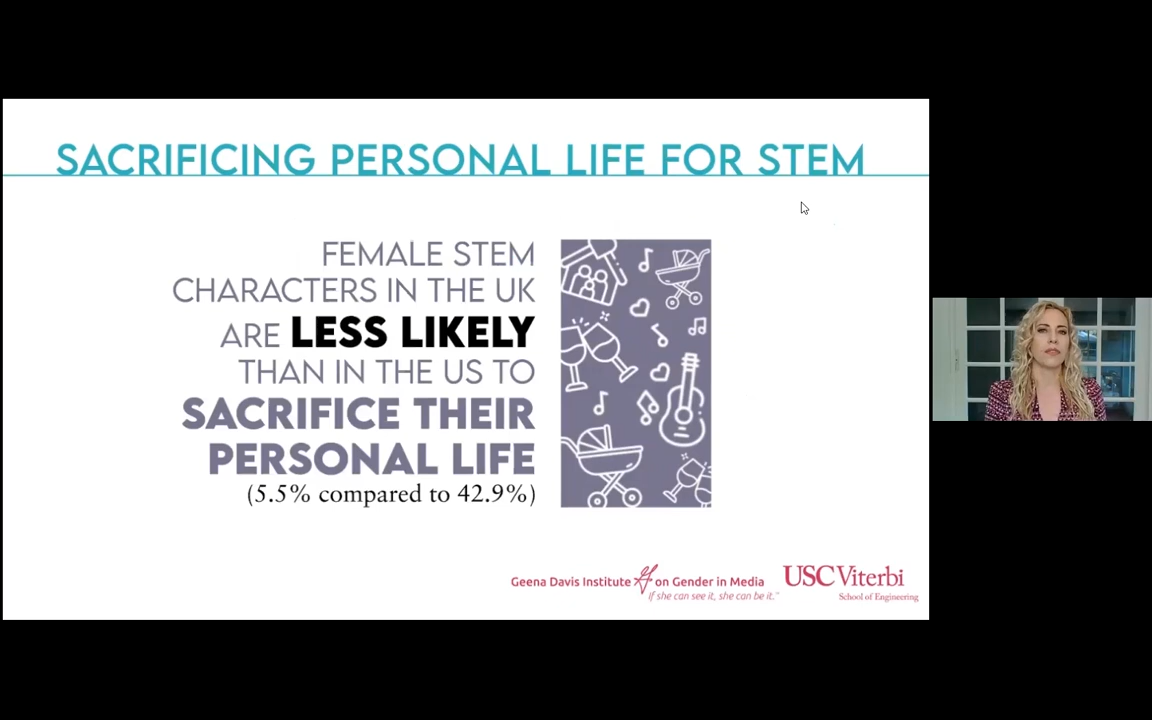 SACRIFICING PERSONAL LIFE FOR STEM
FEMALE STEM
CHARACTERS IN THE UK
ARE LESS LIKELY
THAN IN THE US TO
SACRIFICE THEIR
PERSONAL LIFE
(5.5% compared to 42.9%)
Geena Davis Institute on Gender in Media
If she can see it, she can be it.™
USC Viterbi
School of Engineering